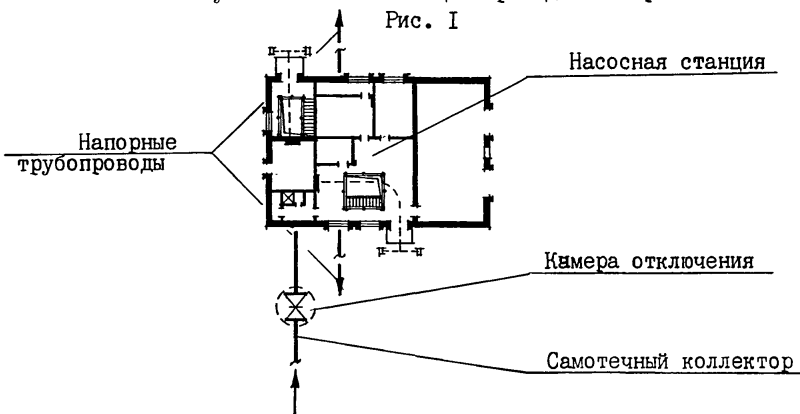 Рис. I
Насосная станция
Напорные
трубопроводы
Камера отключения
Самотечный коллектор